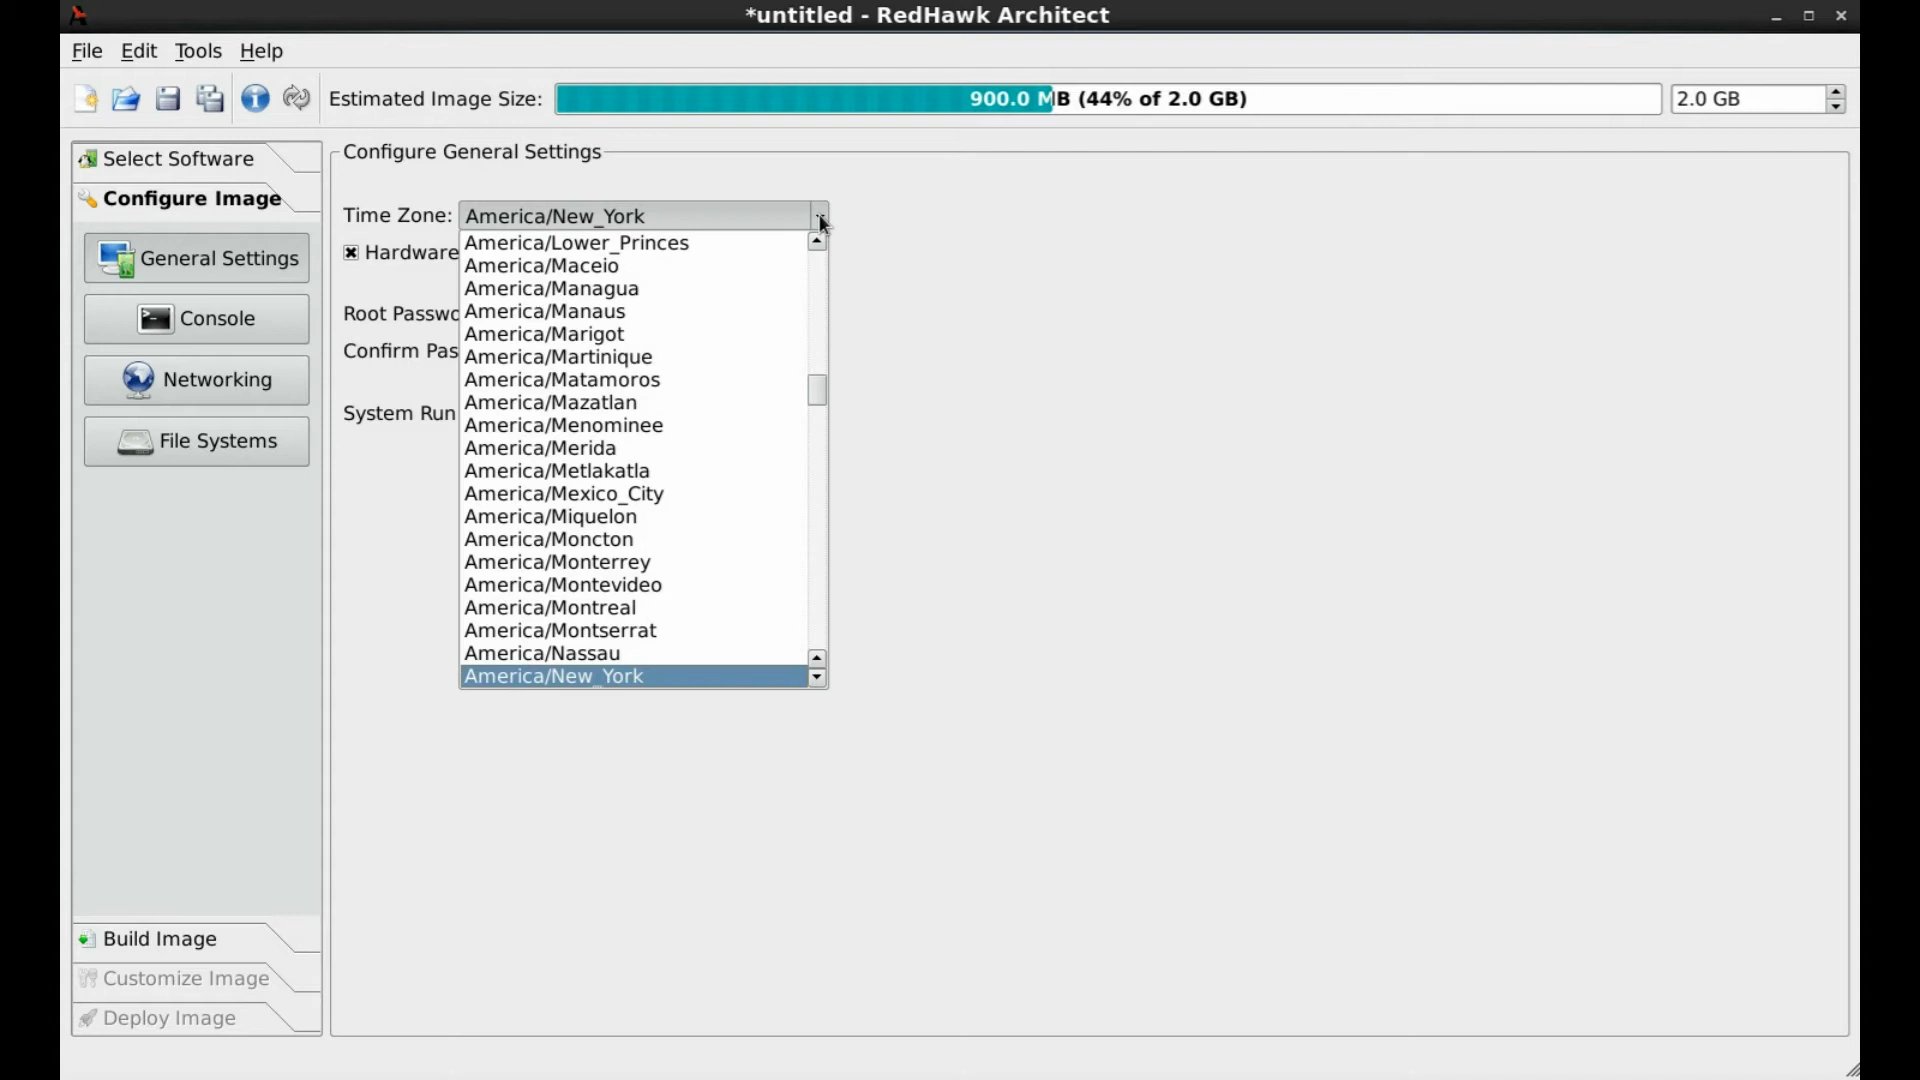 *untitled - RedHawk Architect
File Edit Tools Help
Estimated Image Size: 900.0 MB (44% of 2.0 GB) 2.0 GB
Select Software
Configure Image
General Settings
Console
Networking
File Systems
Build Image
Customize Image
Deploy Image
Configure General Settings
Time Zone: America/New_York
Hardware
Root Passwo
Confirm Pas
System Run
America/Lower_Princes
America/Maceio
America/Managua
America/Manaus
America/Marigot
America/Martinique
America/Matamoros
America/Mazatlan
America/Menominee
America/Merida
America/Metlakatla
America/Mexico_City
America/Miquelon
America/Moncton
America/Monterrey
America/Montevideo
America/Montreal
America/Montserrat
America/Nassau
America/New_York